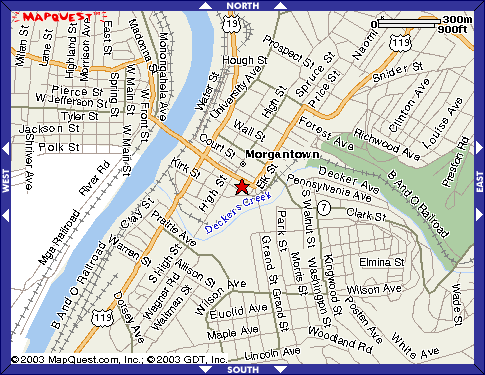 NORTH
MAPQUEST
300m
900ft
19
119
Milan St
Lane St
Highland St
Morrison Ave
East St
Madonna St
Monongahela Ave
Hough St
Prospect St
Spruce St
Price St
Naomi St
119
Snider St
Pierce St
W Jefferson St
Spring St
W Main St
W Front St
Water St
University Ave
High St
Clinton Ave
Louise Ave
Tyler St
Jackson St
Polk St
Wall St
Forest Ave
Richwood Ave
Court St
Morgantown
Preston Rd
W Main St
Kirk St
Elk St
Decker Ave
Pennsylvania Ave
River Rd
High St
Deckers Creek
B And O Railroad
WEST
EAST
7
Clark St
Mga Railroad
Clay St
Prairie Ave
Park St
S Walnut St
Warren St
S High St
Allison St
Grand St
Morris St
Washington St
Kingwood St
Elmina St
B And O Railroad
Wagner Rd
Waitman St
Wilson Ave
Grand St
Wilson Ave
Wade St
119
Dorsey Ave
Euclid Ave
Posten Ave
Maple Ave
Woodland Rd
White Ave
Lincoln Ave
©2003 MapQuest.com, Inc.; ©2003 GDT, Inc.
SOUTH